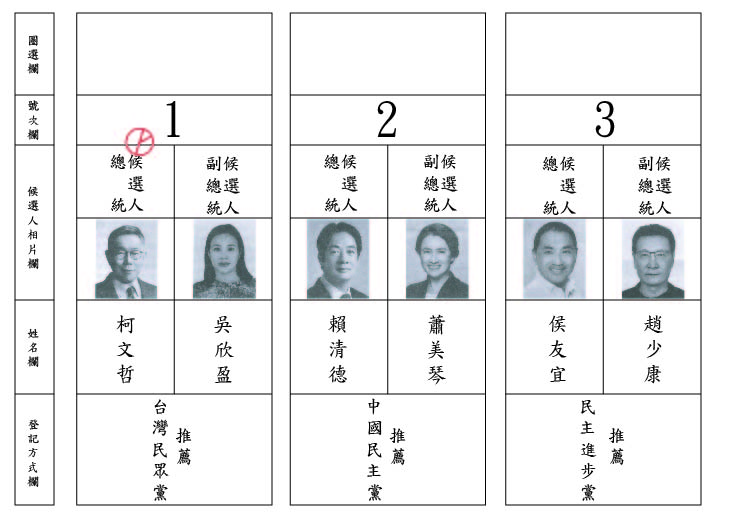 圈選欄
號次欄
1
2
3
候選人相片欄
總統
候選人
副總統
候選人
總統
候選人
副總統
候選人
總統
候選人
副總統
候選人
姓名欄
柯文哲
吳欣盈
賴清德
蕭美琴
侯友宜
趙少康
登記方式欄
台灣民眾黨
推薦
中國民主黨
推薦
民主進步黨
推薦